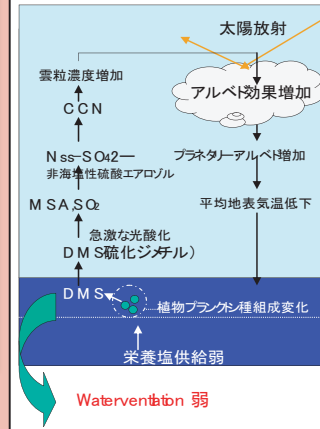 太陽放射
雲粒濃度増加
CCN
アルベド効果増加
Nss-SO42-
非海塩性硫酸エアロゾル
プラネタリーアルベド増加
MSA,SO2
平均地表気温低下
急激な光酸化
DMS(硫化ジメチル)
DMS
植物プランクトン種組成変化
栄養塩供給弱
Waterventation 弱